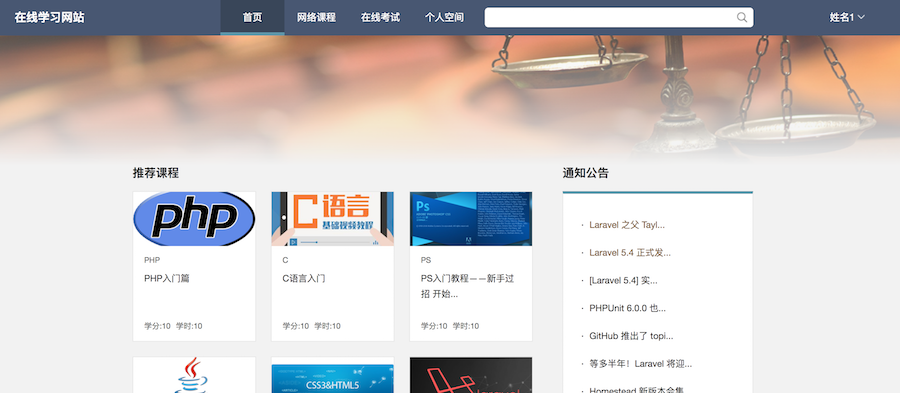 在线学习网站
首页
网络课程
在线考试
个人空间
姓名1
推荐课程
通知公告
php
C语言
基础视频教程
Ps
PHP
PHP入门篇
学分:10 学时:10
C
C语言入门
学分:10 学时:10
PS
PS入门教程——新手过
招 开始...
学分:10 学时:10
· Laravel 之父 Tayl...
· Laravel 5.4 正式发...
· [Laravel 5.4] 实...
· PHPUnit 6.0.0 也...
· GitHub 推出了 topi...
· 等多半年！Laravel 将迎...
· Homestead 新版本合集
CSS3&HTML5
laravel